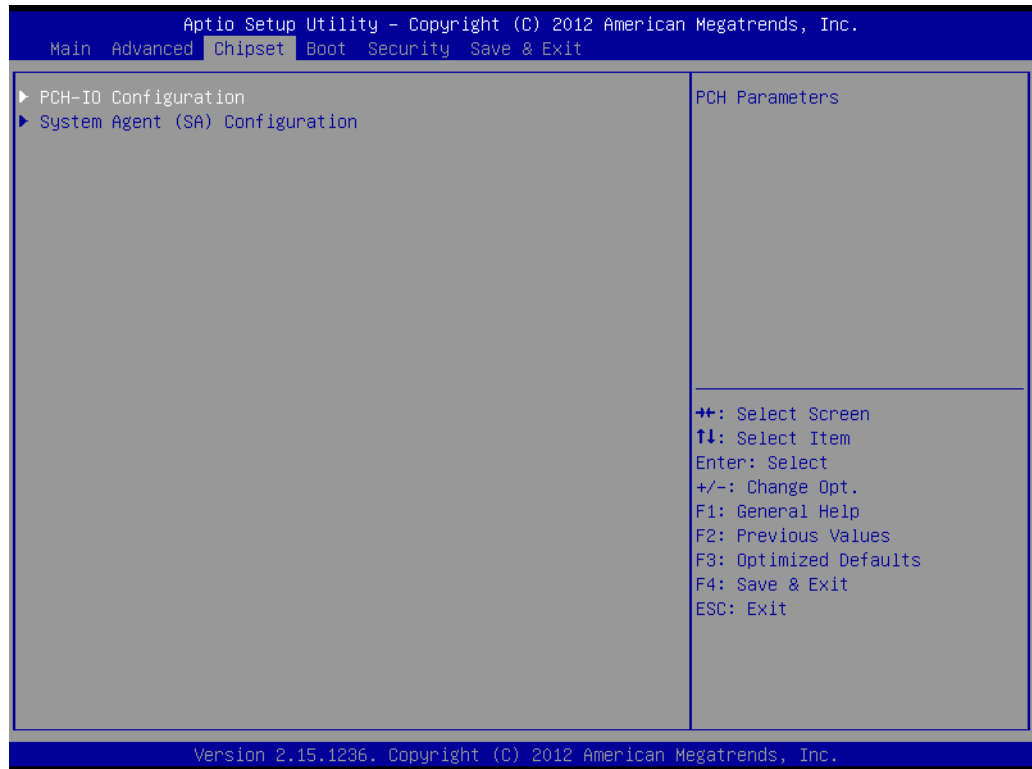 Aptio Setup Utility – Copyright (C) 2012 American Megatrends, Inc.
Main Advanced Chipset Boot Security Save & Exit
▶ PCH-IO Configuration
▶ System Agent (SA) Configuration
PCH Parameters
→←: Select Screen
↑↓: Select Item
Enter: Select
+/-: Change Opt.
F1: General Help
F2: Previous Values
F3: Optimized Defaults
F4: Save & Exit
ESC: Exit
Version 2.15.1236. Copyright (C) 2012 American Megatrends, Inc.